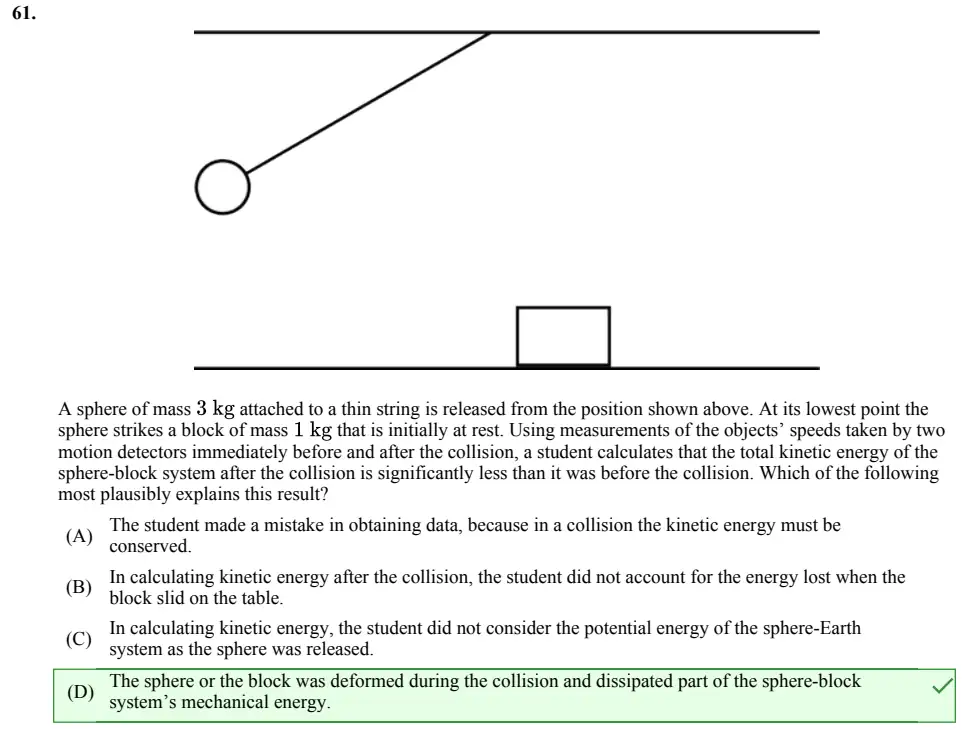 61.
A sphere of mass 3 kg attached to a thin string is released from the position shown above. At its lowest point the
sphere strikes a block of mass 1 kg that is initially at rest. Using measurements of the objects’ speeds taken by two
motion detectors immediately before and after the collision, a student calculates that the total kinetic energy of the
sphere-block system after the collision is significantly less than it was before the collision. Which of the following
most plausibly explains this result?
(A) The student made a mistake in obtaining data, because in a collision the kinetic energy must be
conserved.
(B) In calculating kinetic energy after the collision, the student did not account for the energy lost when the
block slid on the table.
(C) In calculating kinetic energy, the student did not consider the potential energy of the sphere-Earth
system as the sphere was released.
(D) The sphere or the block was deformed during the collision and dissipated part of the sphere-block
system’s mechanical energy.